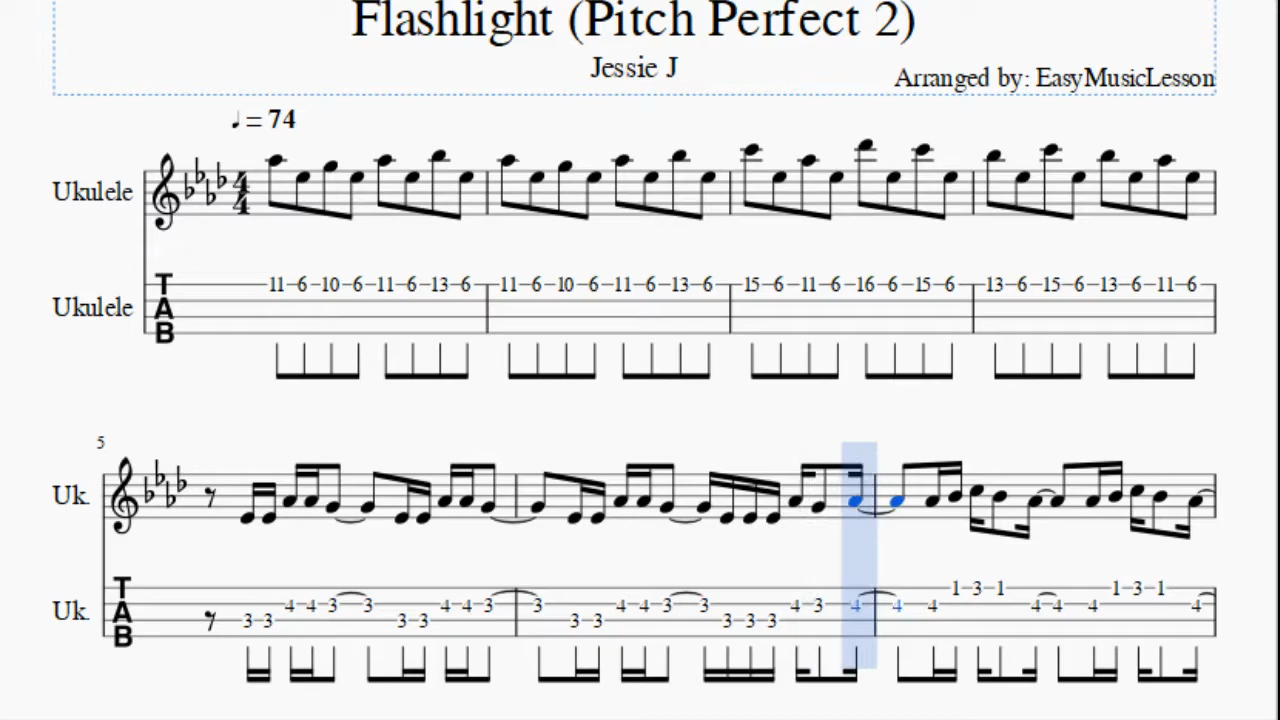 Flashlight (Pitch Perfect 2)
Jessie J
Arranged by: EasyMusicLesson
♩ = 74
Ukulele
4
4
Ukulele
T
A
B
11 6 10 6 11 6 13 6 11 6 10 6 11 6 13 6 15 6 11 6 16 6 15 6 13 6 15 6 13 6 11 6
5
Uk.
Uk.
T
A
B
1 3 1 1 3 1
4 4 3 3 4 4 3 3 4 4 3 3 4 3 4 4 4 4 4 4 4
3 3 3 3 3 3 3 3 3